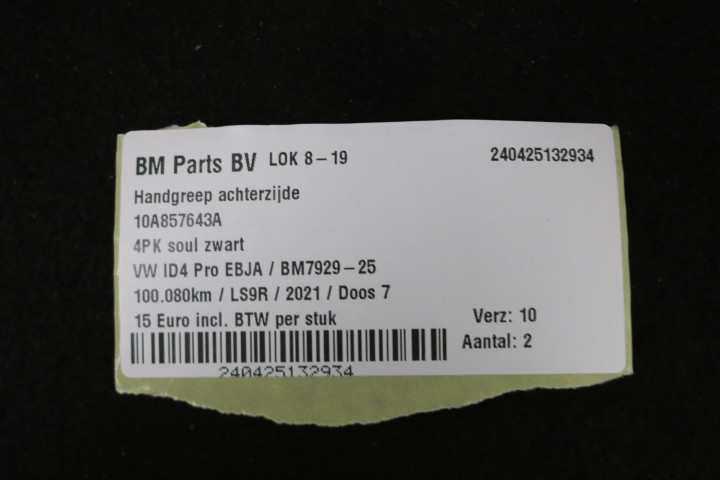 BM Parts BV LOK 8-19 240425132934
Handgreep achterzijde
10A857643A
4PK soul zwart
VW ID4 Pro EBJA / BM7929-25
100.080km / LS9R / 2021 / Doos 7
15 Euro incl. BTW per stuk Verz: 10
Aantal: 2
240425132934